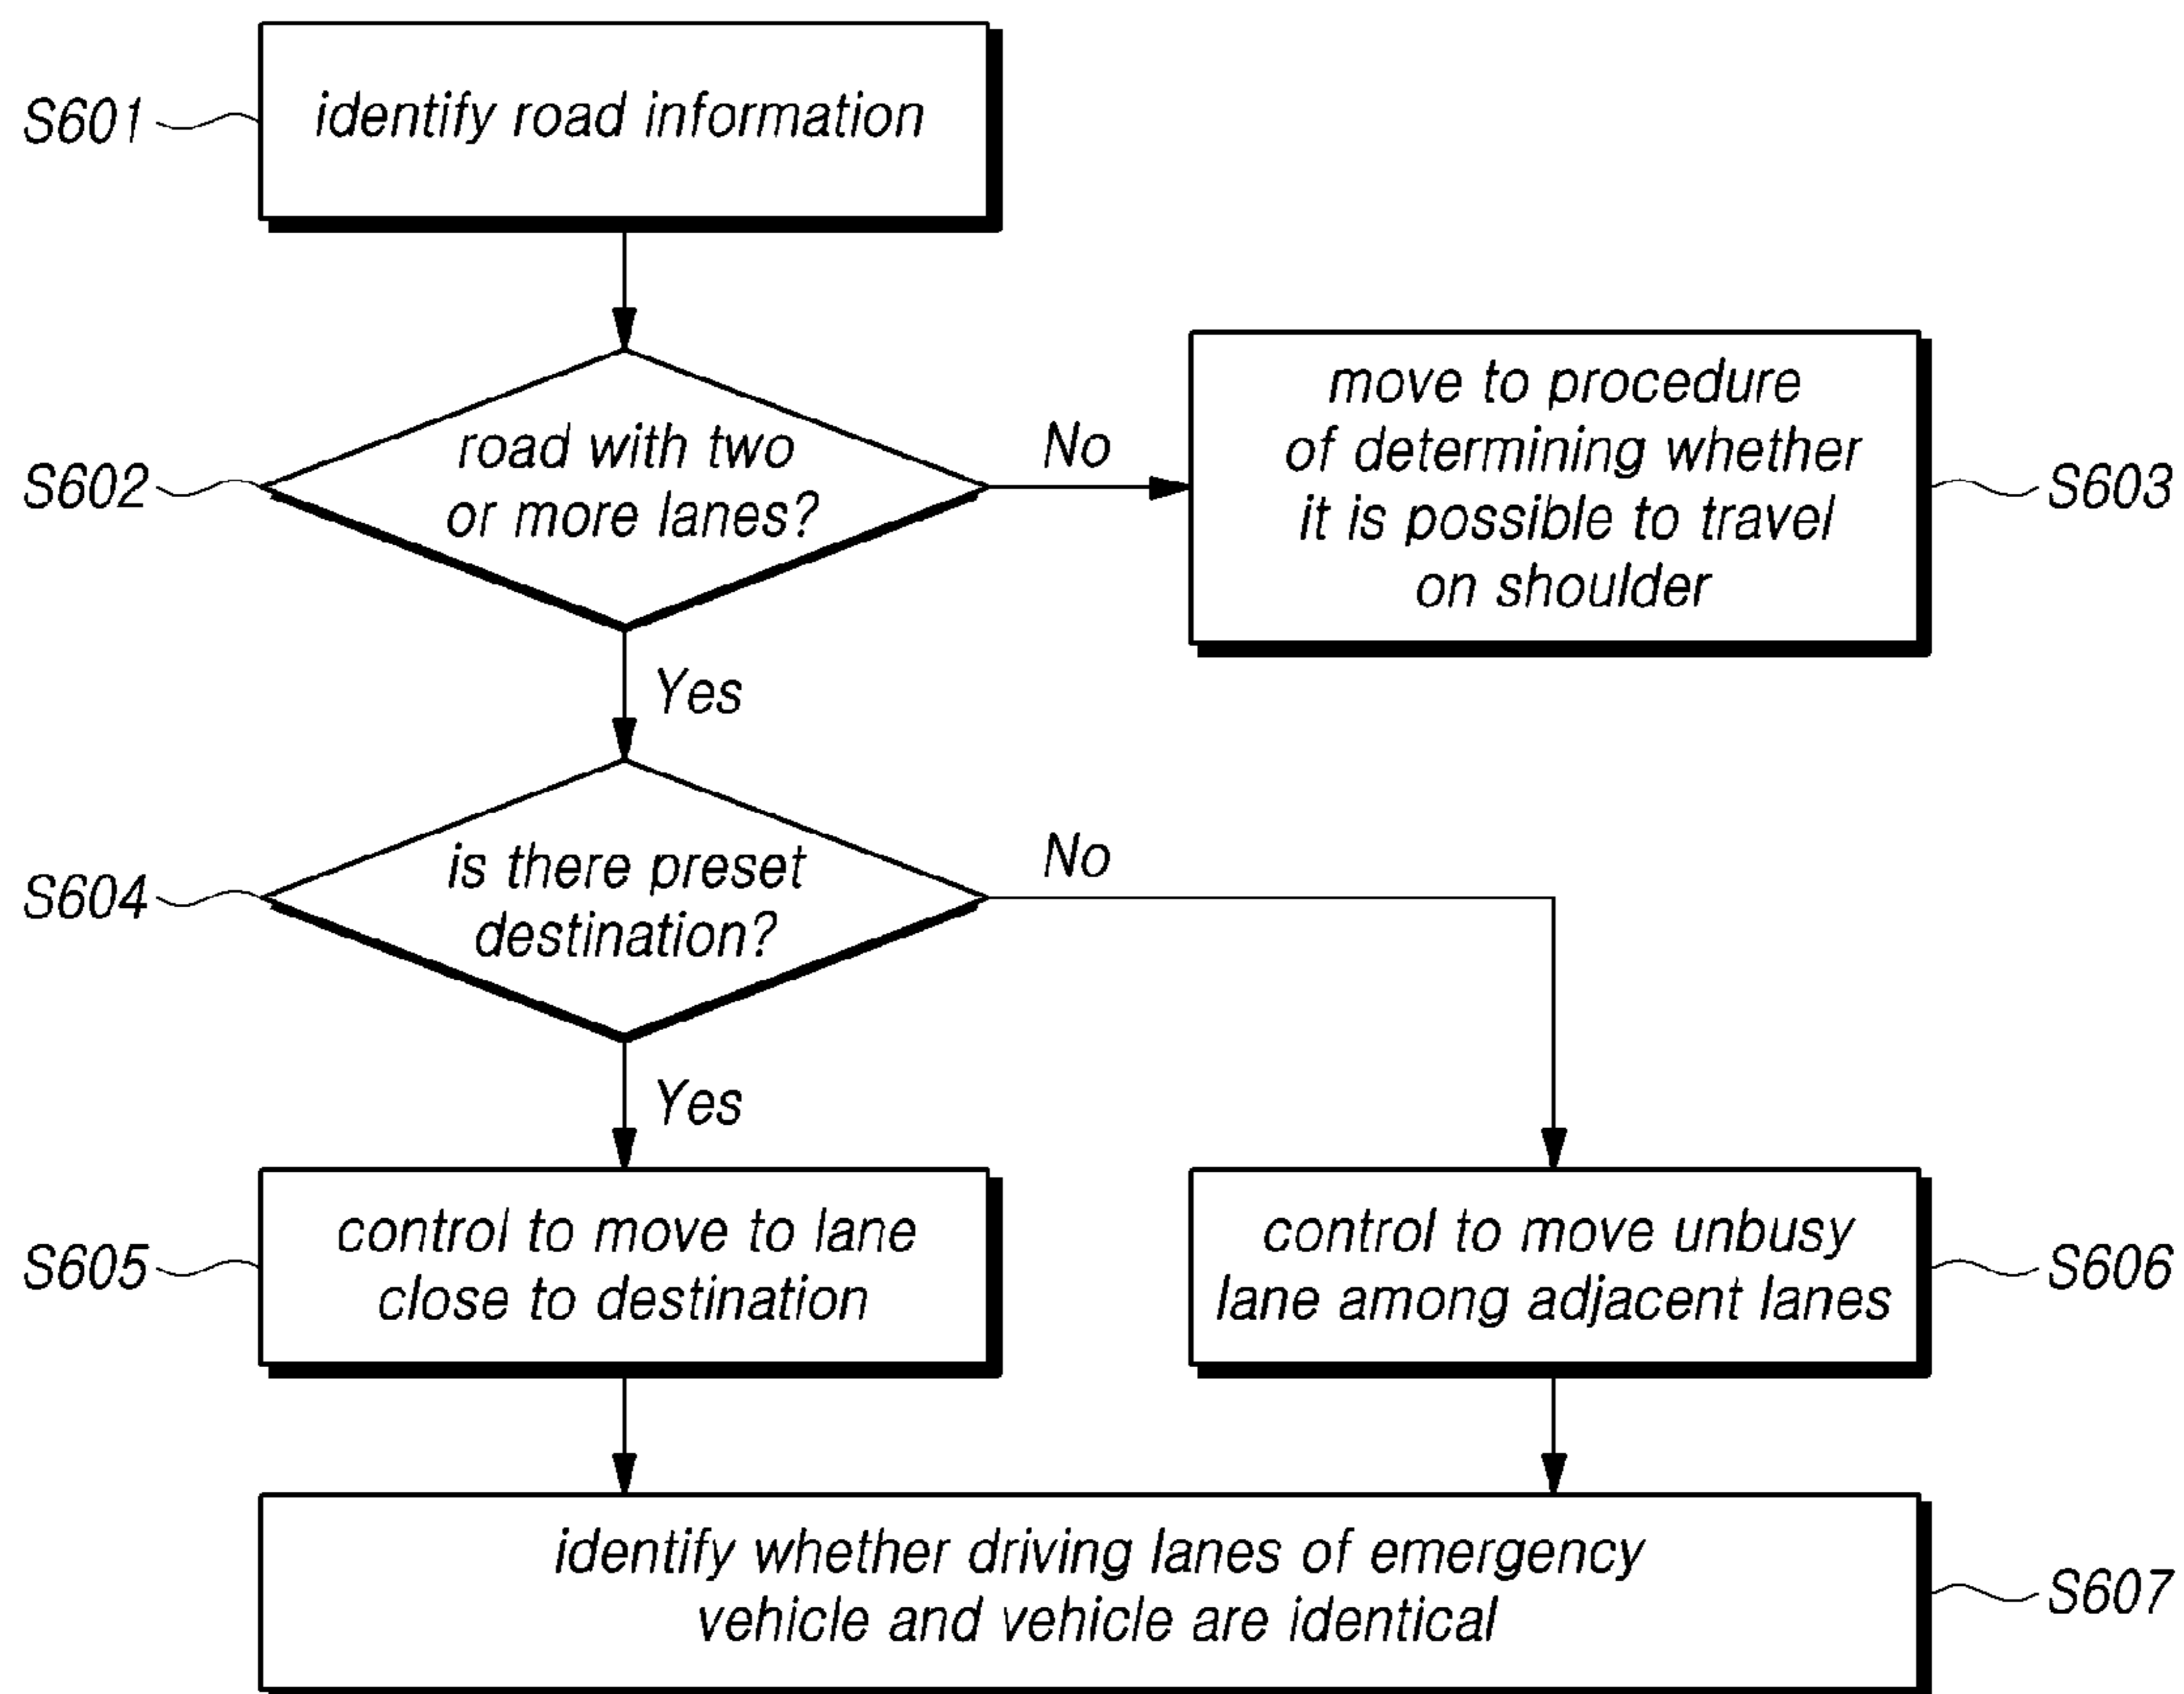 S601
identify road information
S602
road with two
or more lanes?
No
move to procedure
of determining whether
it is possible to travel
on shoulder
S603
Yes
S604
is there preset
destination?
No
Yes
S605
control to move to lane
close to destination
control to move unbusy
lane among adjacent lanes
S606
identify whether driving lanes of emergency
vehicle and vehicle are identical
S607